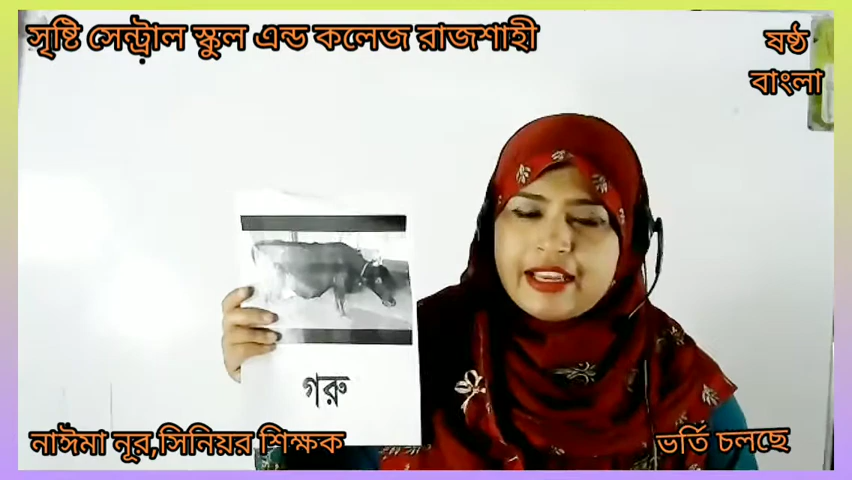 সৃষ্টি সেন্ট্রাল স্কুল এন্ড কলেজ রাজশাহী
ষষ্ঠ
বাংলা
গরু
নাঈমা নূর,সিনিয়র শিক্ষক
ভর্তি চলছে